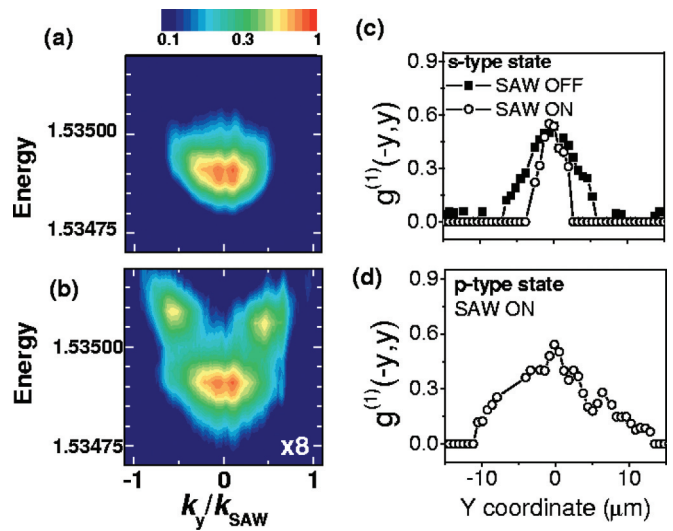 (a)
0.1 0.3 1
Energy
1.53500
1.53475
(b)
Energy
1.53500
1.53475
x8
-1 0 1
k_y/k_SAW
(c)
0.9
0.6
0.3
0.0
g^(1)(-y,y)
s-type state
SAW OFF
SAW ON
(d)
0.9
0.6
0.3
0.0
g^(1)(-y,y)
p-type state
SAW ON
-10 0 10
Y coordinate (μm)